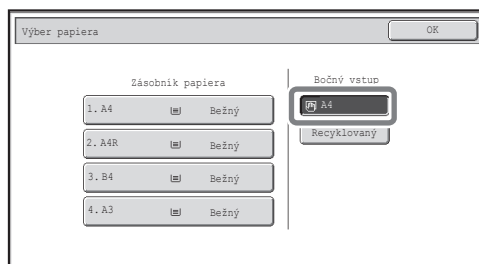 Výber papiera
OK
Zásobník papiera
Bočný vstup
1. A4 Bežný
2. A4R Bežný
3. B4 Bežný
4. A3 Bežný
A4
Recyklovaný